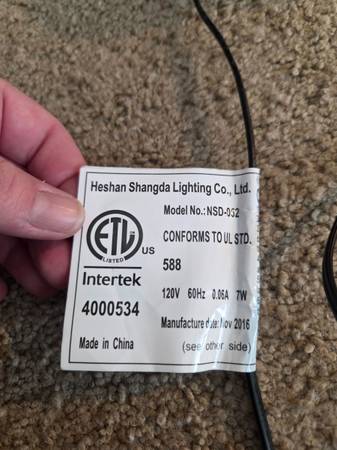 Heshan Shangda Lighting Co., Ltd.
Model No.: NSD-032
ETL
LISTED
US
CONFORMS TO UL STD.
588
Intertek
120V 60Hz 0.06A 7W
4000534
Manufacture date: Nov 2016
Made in China
(see other side)